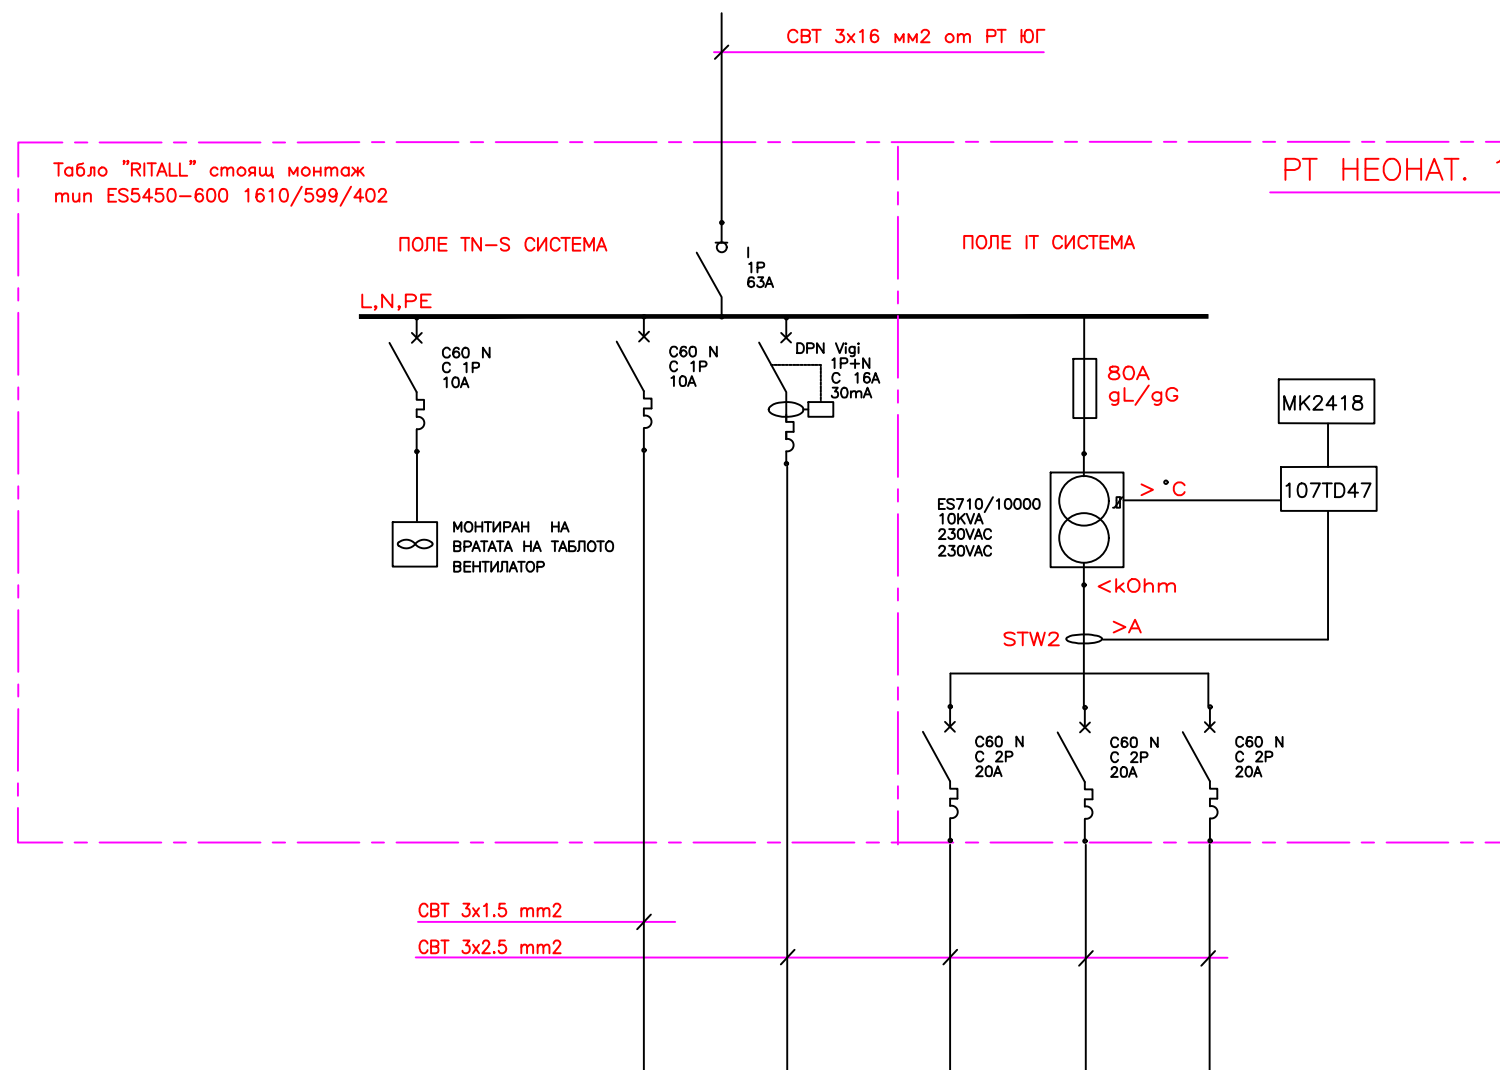 СВТ 3x16 мм2 от РТ ЮГ
Табло "RITALL" стоящ монтаж
тип ES5450-600 1610/599/402
РТ НЕОНАТ.
ПОЛЕ TN-S СИСТЕМА
ПОЛЕ IT СИСТЕМА
I
1P
63A
L,N,PE
C60 N
C 1P
10A
C60 N
C 1P
10A
DPN Vigi
1P+N
C 16A
30mA
80A
gL/gG
MK2418
107TD47
> °C
ES710/10000
10KVA
230VAC
230VAC
МОНТИРАН НА
ВРАТАТА НА ТАБЛОТО
ВЕНТИЛАТОР
<kOhm
>A
STW2
C60 N
C 2P
20A
C60 N
C 2P
20A
C60 N
C 2P
20A
СВТ 3x1.5 mm2
СВТ 3x2.5 mm2